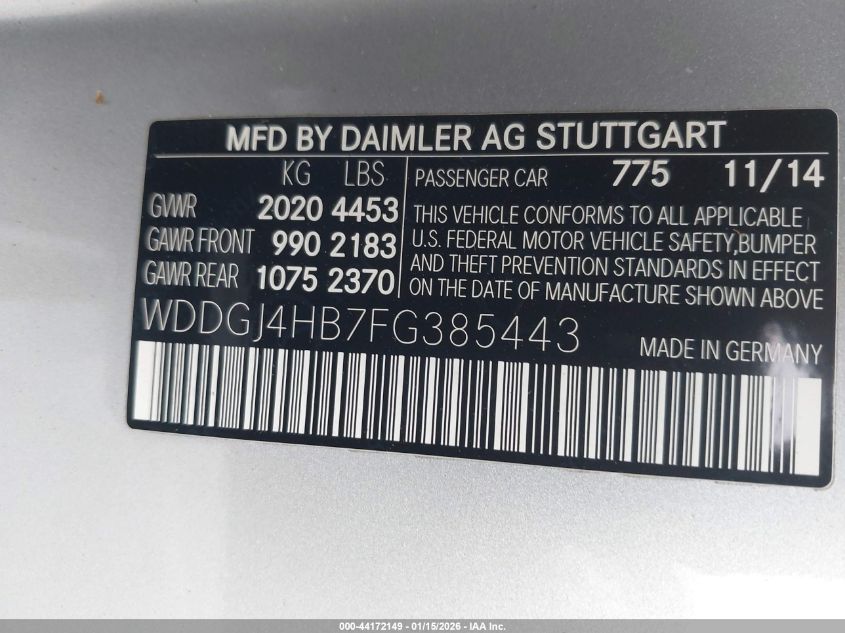 MFD BY DAIMLER AG STUTTGART
KG LBS
GVWR 2020 4453
GAWR FRONT 990 2183
GAWR REAR 1075 2370
PASSENGER CAR 775 11/14
THIS VEHICLE CONFORMS TO ALL APPLICABLE
U.S. FEDERAL MOTOR VEHICLE SAFETY,BUMPER
AND THEFT PREVENTION STANDARDS IN EFFECT
ON THE DATE OF MANUFACTURE SHOWN ABOVE
WDDGJ4HB7FG385443
MADE IN GERMANY
000-44172149 - 01/15/2026 - IAA Inc.